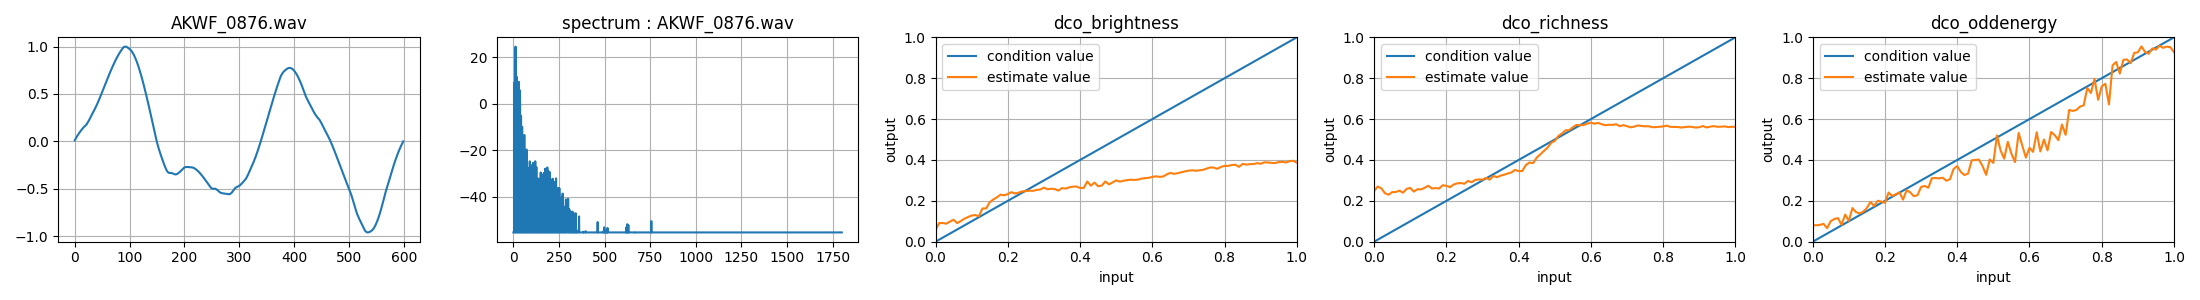 AKWF_0876.wav
1.0
0.5
0.0
−0.5
−1.0
0 100 200 300 400 500 600
spectrum : AKWF_0876.wav
20
0
−20
−40
0 250 500 750 1000 1250 1500 1750
dco_brightness
condition value
estimate value
output
1.0
0.8
0.6
0.4
0.2
0.0
0.0 0.2 0.4 0.6 0.8 1.0
input
dco_richness
condition value
estimate value
output
1.0
0.8
0.6
0.4
0.2
0.0
0.0 0.2 0.4 0.6 0.8 1.0
input
dco_oddenergy
condition value
estimate value
output
1.0
0.8
0.6
0.4
0.2
0.0
0.0 0.2 0.4 0.6 0.8 1.0
input